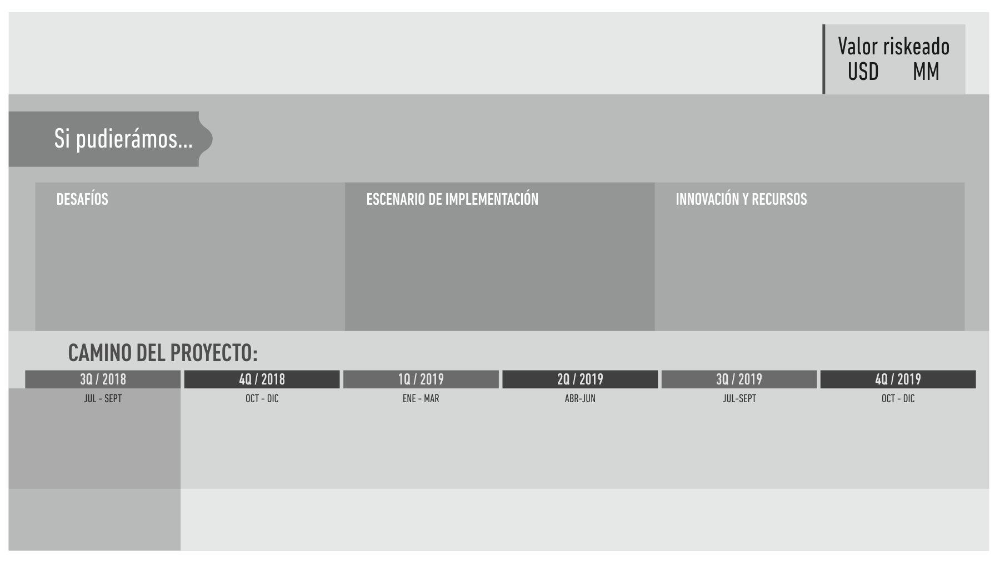 Valor riskeado
USD MM
Si pudierámos...
DESAFÍOS
ESCENARIO DE IMPLEMENTACIÓN
INNOVACIÓN Y RECURSOS
CAMINO DEL PROYECTO:
3Q / 2018
4Q / 2018
1Q / 2019
2Q / 2019
3Q / 2019
4Q / 2019
JUL - SEPT
OCT - DIC
ENE - MAR
ABR-JUN
JUL-SEPT
OCT - DIC